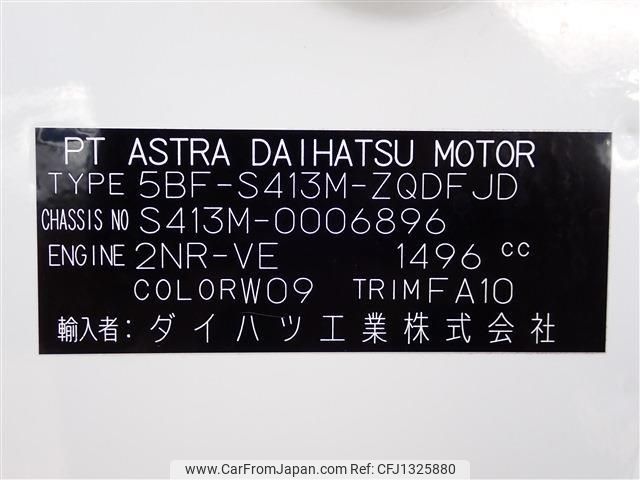 PT ASTRA DAIHATSU MOTOR
TYPE 5BF-S413M-ZQDFJD
CHASSIS NO S413M-0006896
ENGINE 2NR-VE 1496 cc
COLOR W09 TRIM FA10
輸入者: ダイハツ工業株式会社
www.CarFromJapan.com - CFJ1325880